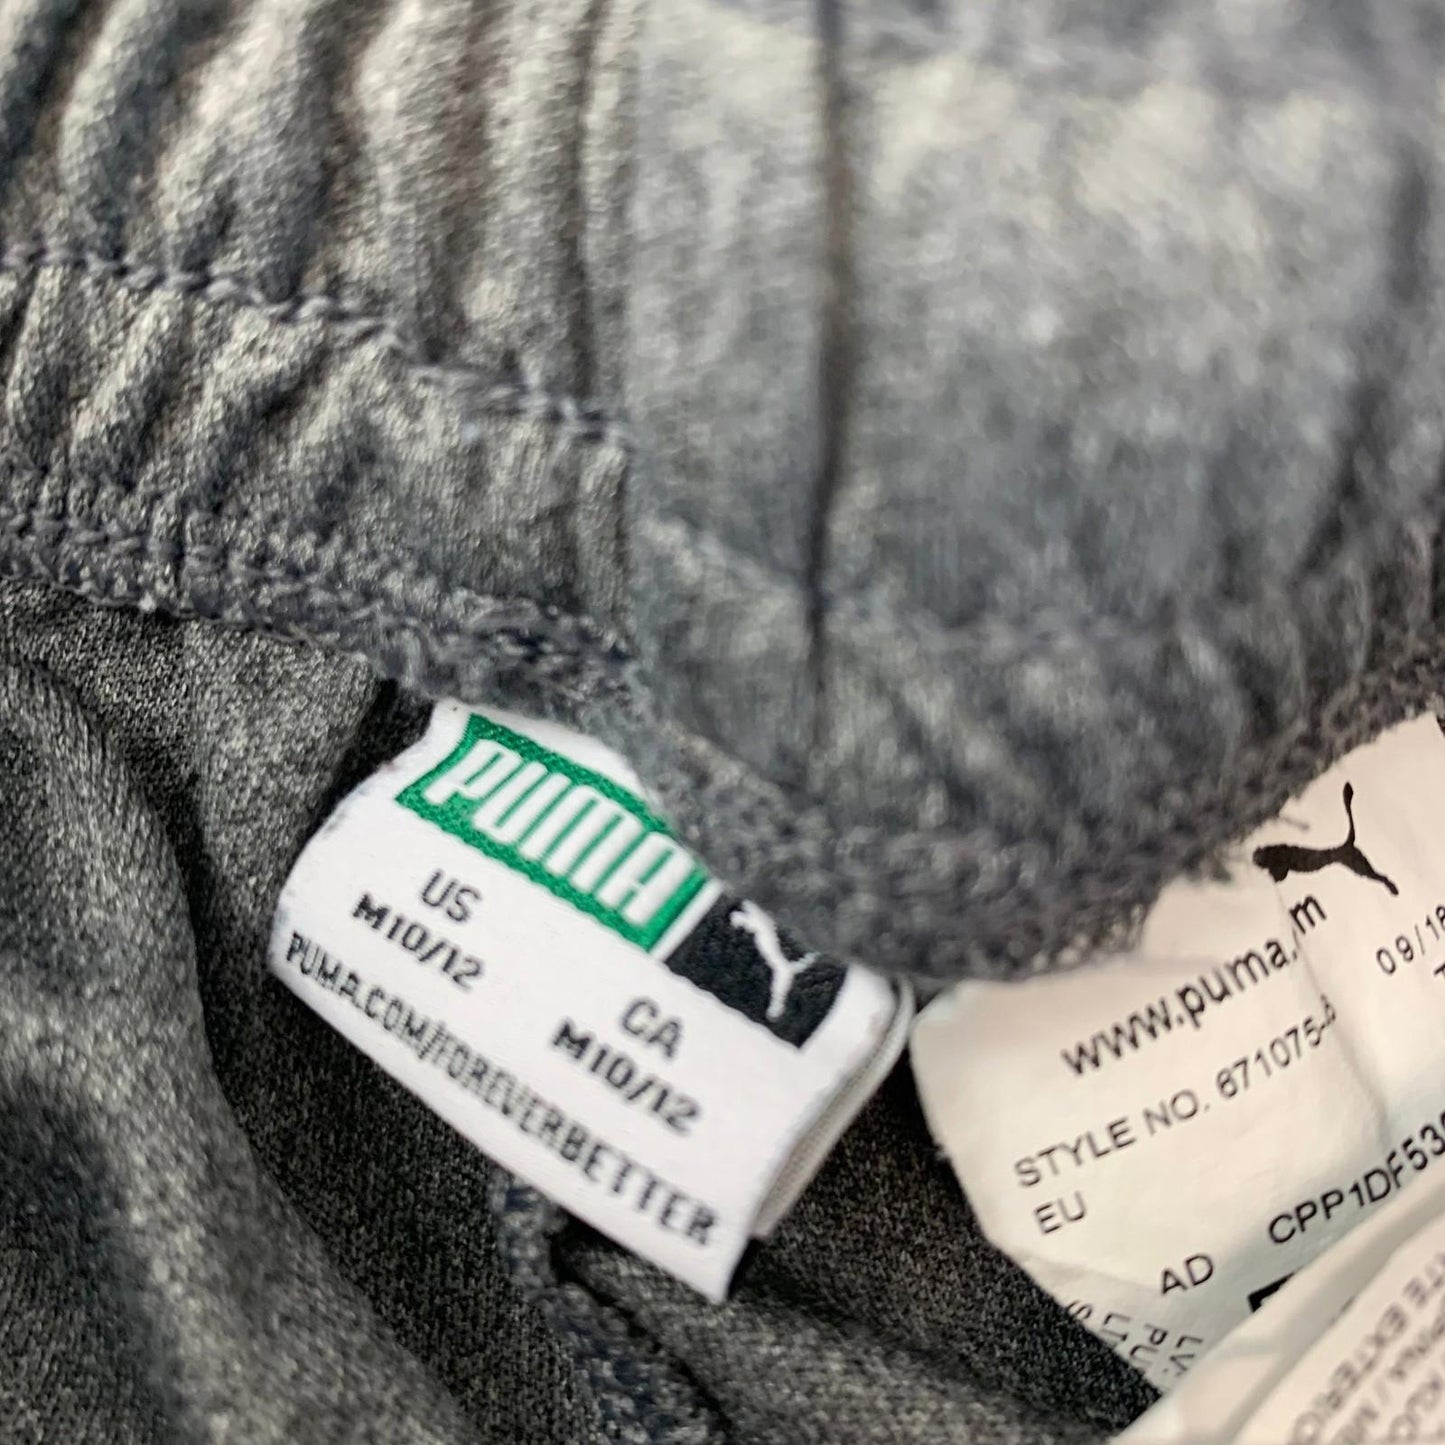 PUMA
US
M10/12
CA
M10/12
PUMA.COM/FOREVERBETTER
www.puma.
m
09/18
STYLE NO. 671075-
EU
AD
CPP1DF53